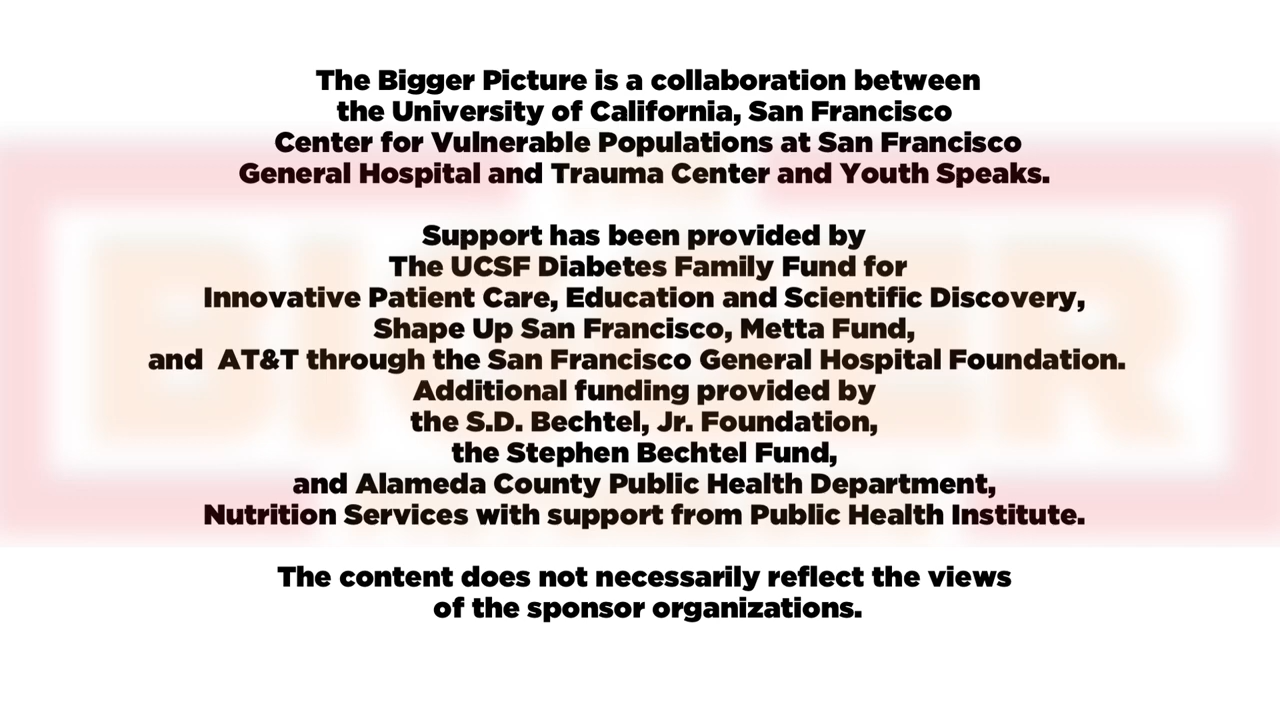 The Bigger Picture is a collaboration between
the University of California, San Francisco
Center for Vulnerable Populations at San Francisco
General Hospital and Trauma Center and Youth Speaks.
Support has been provided by
The UCSF Diabetes Family Fund for
Innovative Patient Care, Education and Scientific Discovery,
Shape Up San Francisco, Metta Fund,
and  AT&T through the San Francisco General Hospital Foundation.
Additional funding provided by
the S.D. Bechtel, Jr. Foundation,
the Stephen Bechtel Fund,
and Alameda County Public Health Department,
Nutrition Services with support from Public Health Institute.
The content does not necessarily reflect the views
of the sponsor organizations.